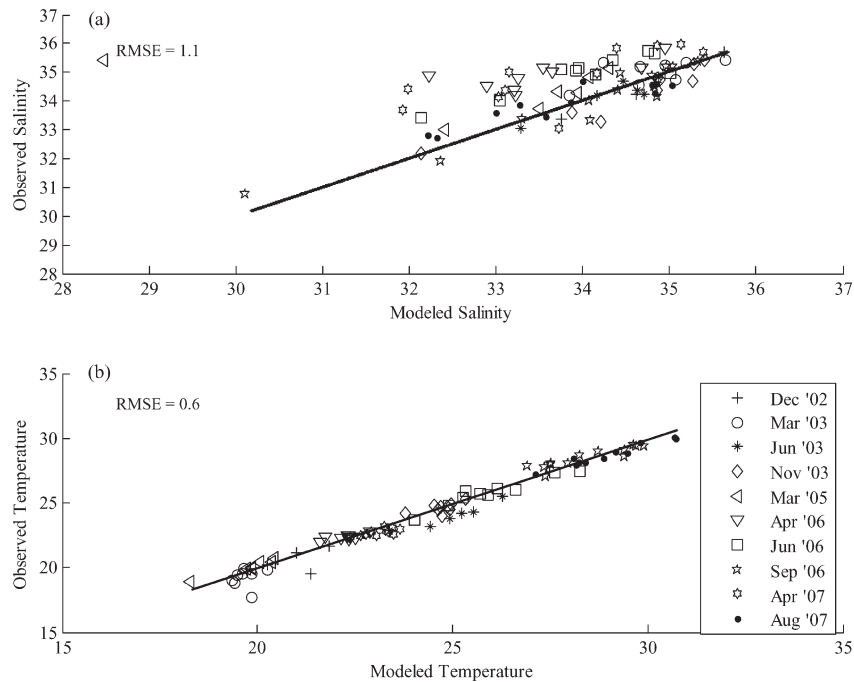 (a)
RMSE = 1.1
37
36
35
34
33
32
31
30
29
28
Observed Salinity
28
29
30
31
32
33
34
35
36
37
Modeled Salinity
(b)
RMSE = 0.6
35
30
25
20
15
Observed Temperature
15
20
25
30
35
Modeled Temperature
Dec '02
Mar '03
Jun '03
Nov '03
Mar '05
Apr '06
Jun '06
Sep '06
Apr '07
Aug '07